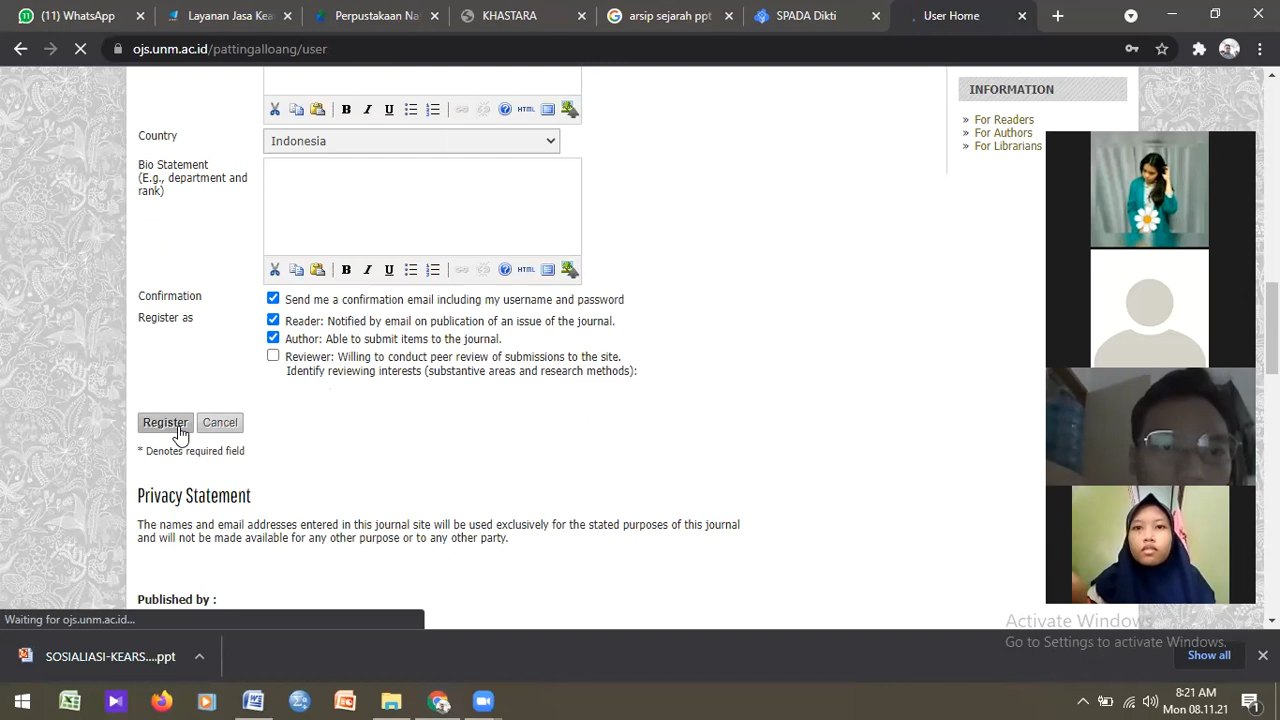 WhatsApp
Layanan Jasa Kea
Perpustakaan Na
KHASTARA
arsip sejarah ppt
SPADA Dikti
User Home
ojs.unm.ac.id/pattingalloang/user
INFORMATION
» For Readers
» For Authors
» For Librarians
B I U HTML
Country
Indonesia
Bio Statement
(E.g., department and
rank)
B I U HTML
Confirmation
Send me a confirmation email including my username and password
Register as
Reader: Notified by email on publication of an issue of the journal.
Author: Able to submit items to the journal.
Reviewer: Willing to conduct peer review of submissions to the site.
Identify reviewing interests (substantive areas and research methods):
Register Cancel
* Denotes required field
Privacy Statement
The names and email addresses entered in this journal site will be used exclusively for the stated purposes of this journal
and will not be made available for any other purpose or to any other party.
Published by :
Waiting for ojs.unm.ac.id...
Activate Windows
Go to Settings to activate Windows.
SOSIALIASI-KEARS....ppt
Show all
8:21 AM
Mon 08.11.21
1